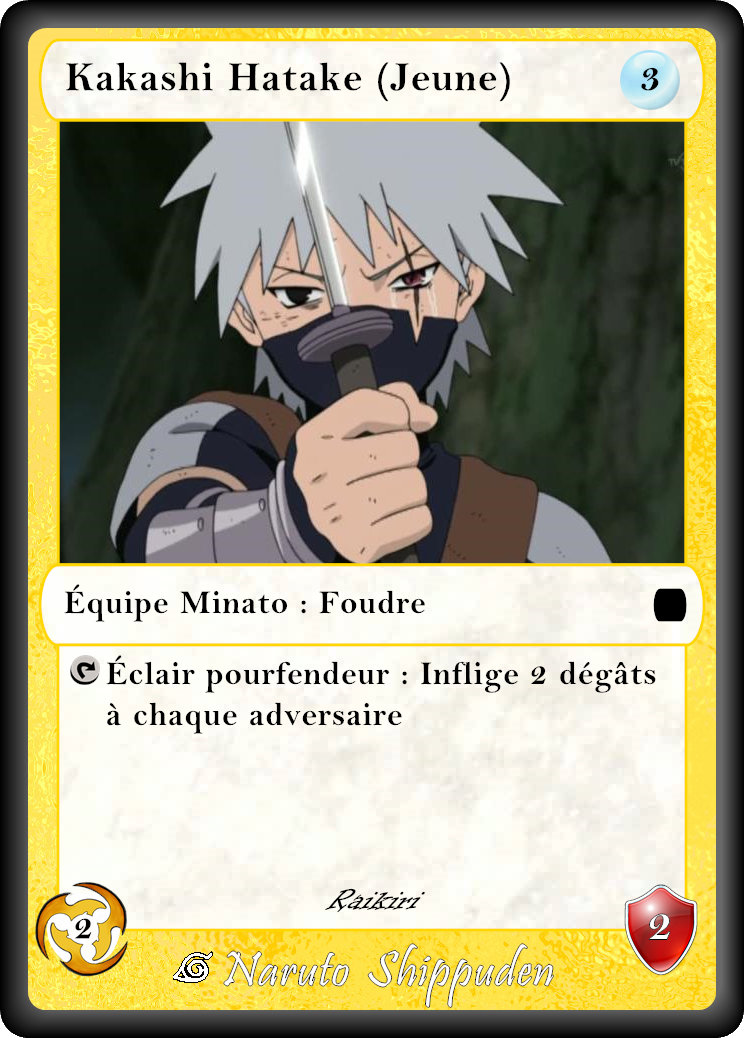 Kakashi Hatake (Jeune) 3
Équipe Minato : Foudre
Éclair pourfendeur : Inflige 2 dégâts
à chaque adversaire
Raikiri
2 2
Naruto Shippuden